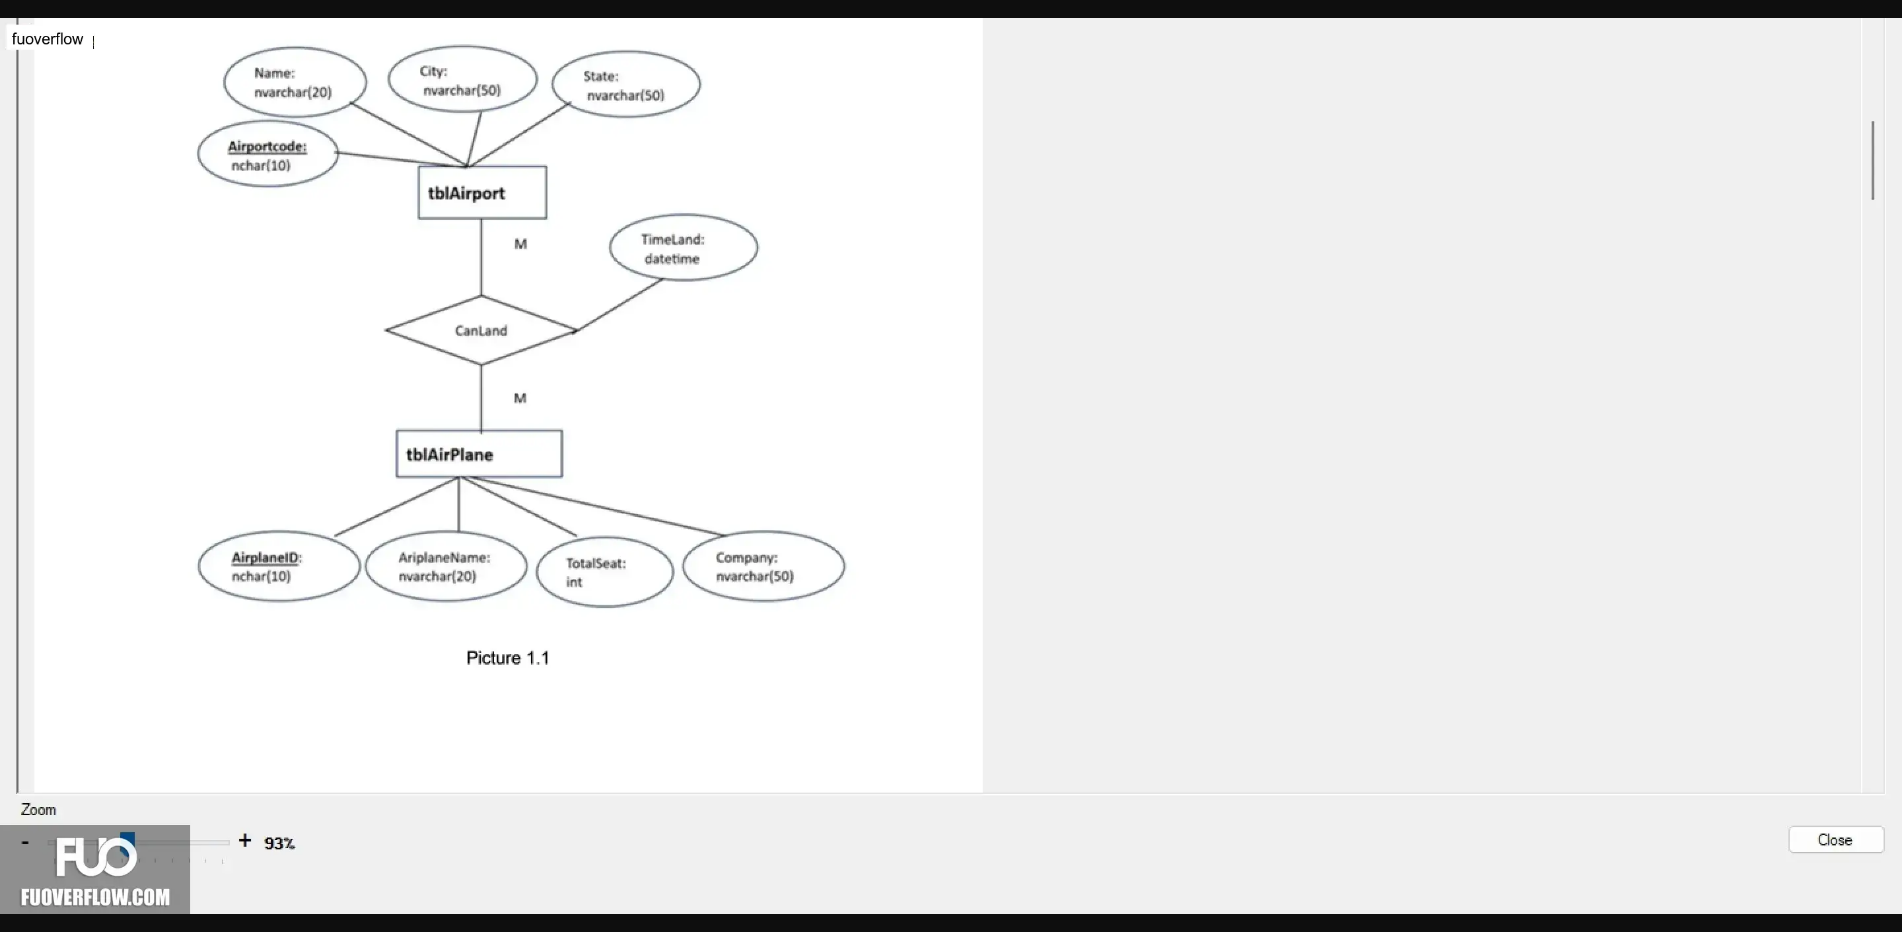 fuoverflow
Name:
nvarchar(20)
City:
nvarchar(50)
State:
nvarchar(50)
Airportcode:
nchar(10)
tblAirport
M
TimeLand:
datetime
CanLand
M
tblAirPlane
AirplaneID:
nchar(10)
AriplaneName:
nvarchar(20)
TotalSeat:
int
Company:
nvarchar(50)
Picture 1.1
Zoom
- + 93%
Close
FUO
FUOVERFLOW.COM